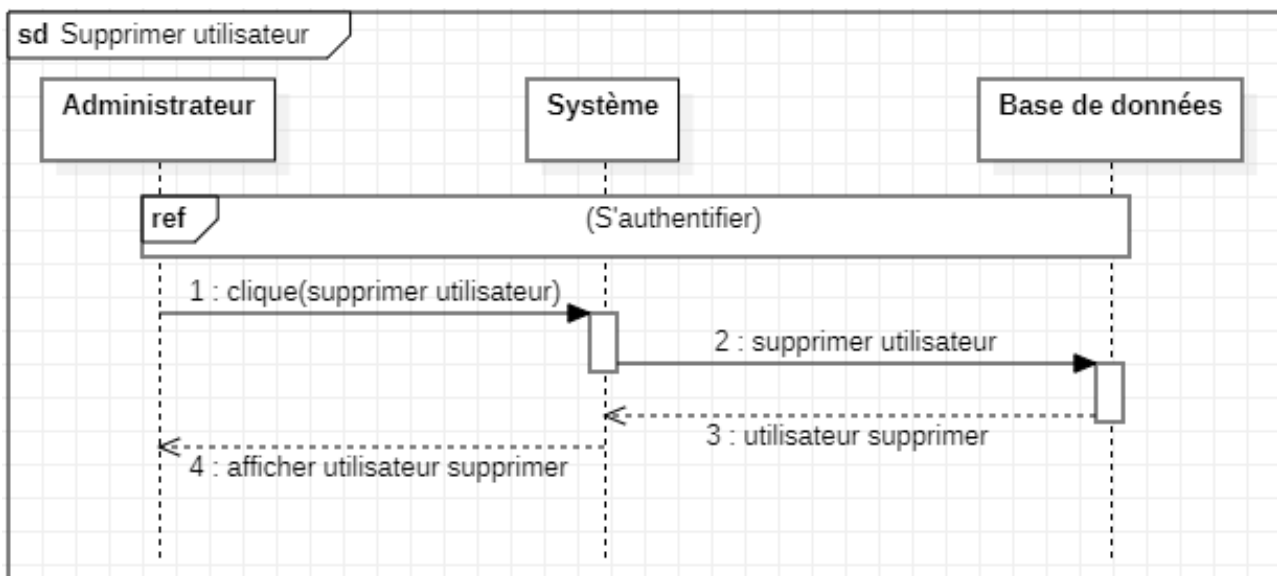 sd Supprimer utilisateur
Administrateur
Système
Base de données
ref
(S'authentifier)
1 : clique(supprimer utilisateur)
2 : supprimer utilisateur
3 : utilisateur supprimer
4 : afficher utilisateur supprimer